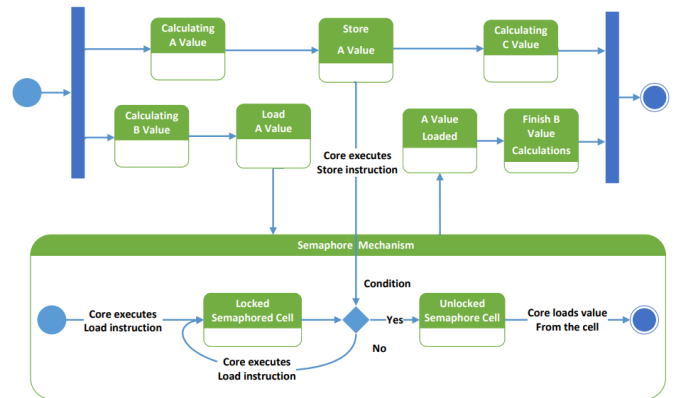 Calculating
A Value
Store
A Value
Calculating
C Value
Calculating
B Value
Load
A Value
A Value
Loaded
Finish B
Value
Calculations
Core executes
Store instruction
Semaphore Mechanism
Condition
Core executes
Load instruction
Locked
Semaphored Cell
Yes
Unlocked
Semaphore Cell
Core loads value
From the cell
No
Core executes
Load instruction